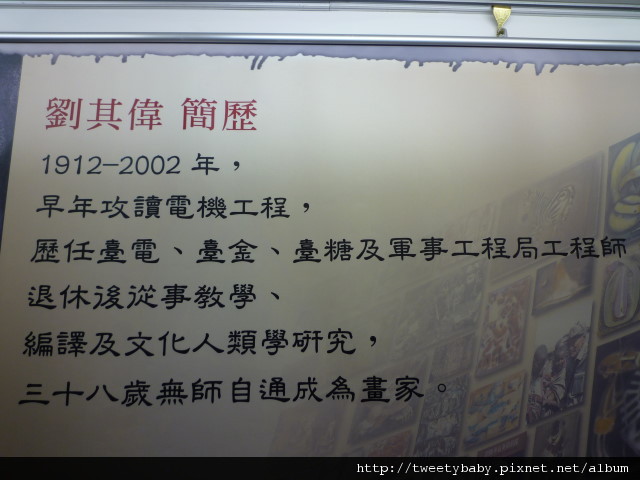 劉其偉 簡歷
1912-2002 年，
早年攻讀電機工程，
歷任臺電、臺金、臺糖及軍事工程局工程師
退休後從事教學、
編譯及文化人類學研究，
三十八歲無師自通成為畫家。
http://tweetybaby.pixnet.net/album